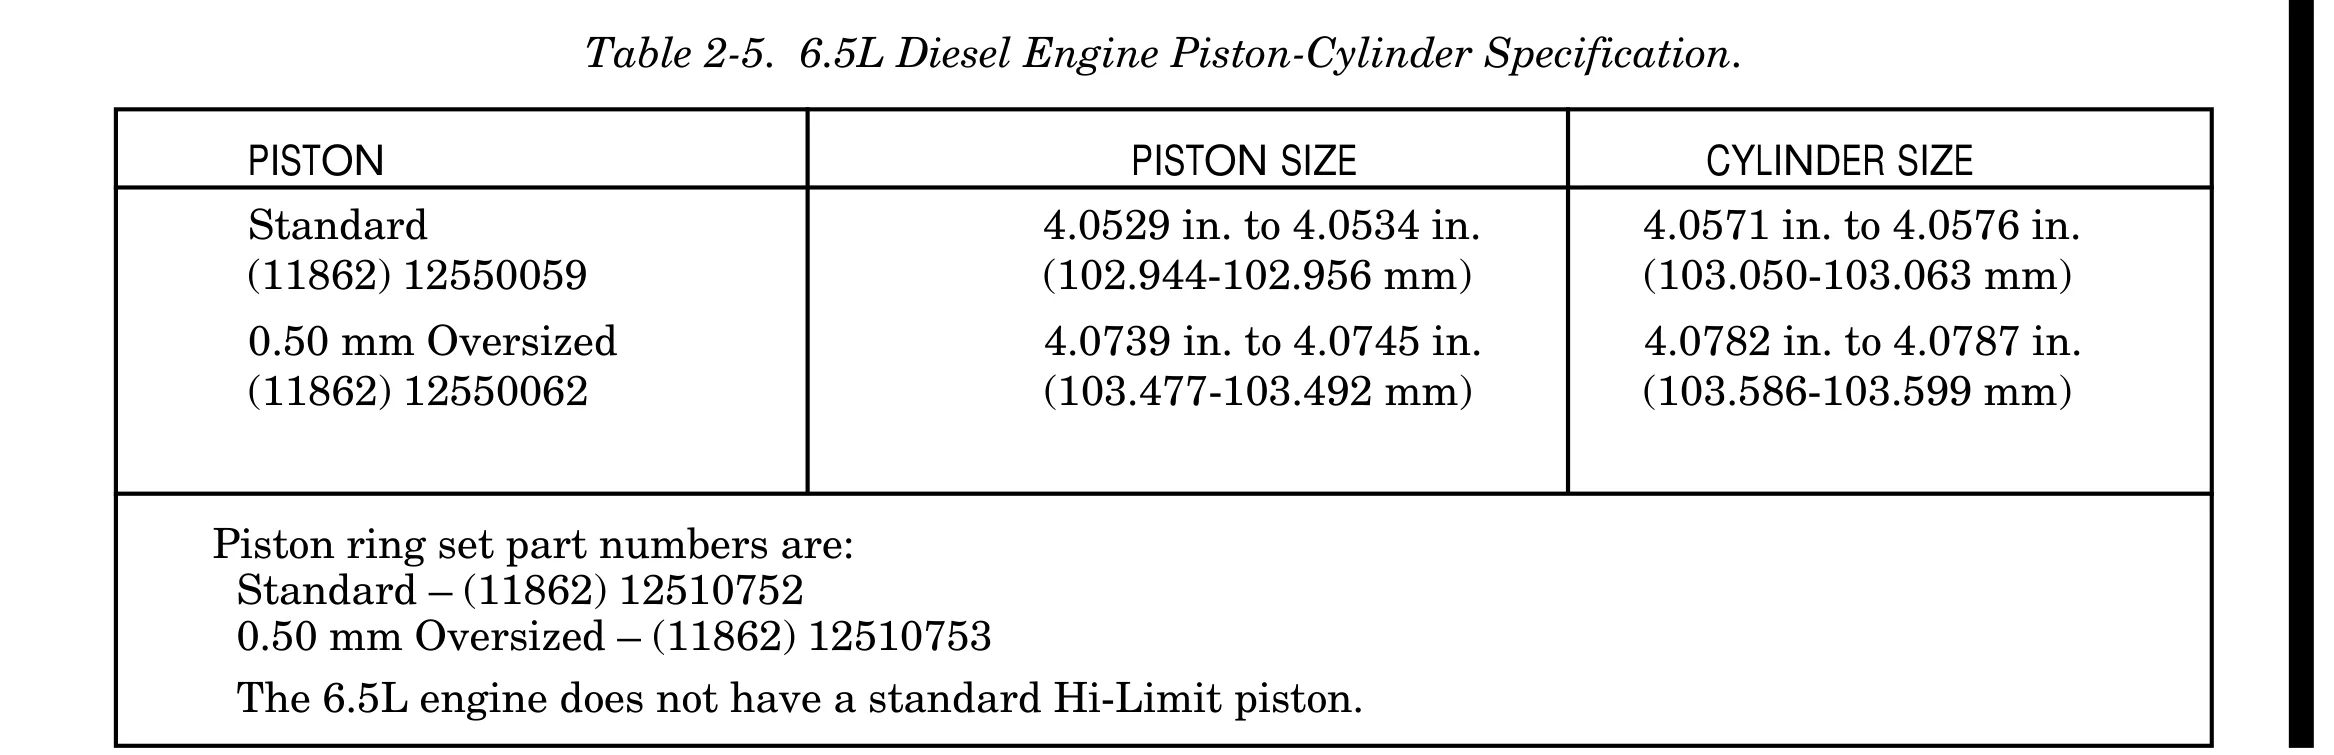 Table 2-5. 6.5L Diesel Engine Piston-Cylinder Specification.
PISTON PISTON SIZE CYLINDER SIZE
Standard 4.0529 in. to 4.0534 in. 4.0571 in. to 4.0576 in.
(11862) 12550059 (102.944-102.956 mm) (103.050-103.063 mm)
0.50 mm Oversized 4.0739 in. to 4.0745 in. 4.0782 in. to 4.0787 in.
(11862) 12550062 (103.477-103.492 mm) (103.586-103.599 mm)
Piston ring set part numbers are:
Standard – (11862) 12510752
0.50 mm Oversized – (11862) 12510753
The 6.5L engine does not have a standard Hi-Limit piston.